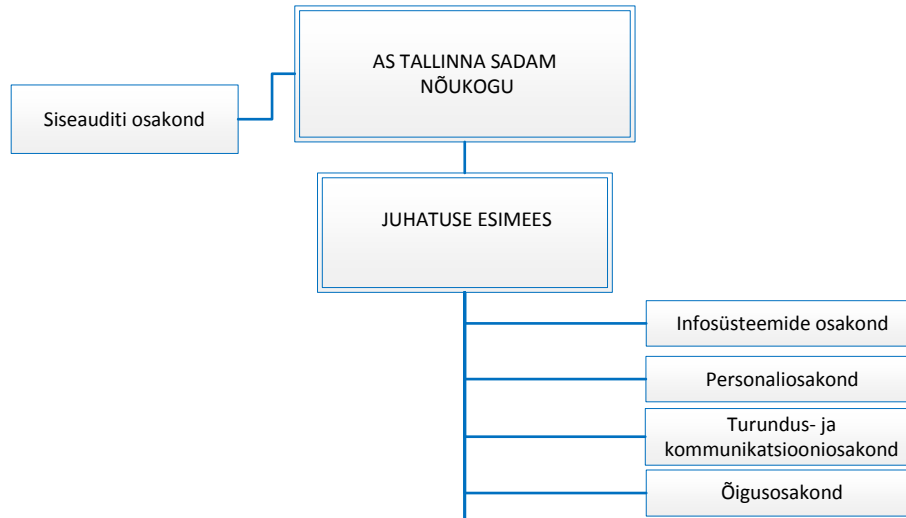 AS TALLINNA SADAM
NÕUKOGU
Siseauditi osakond
JUHATUSE ESIMEES
Infosüsteemide osakond
Personaliosakond
Turundus- ja
kommunikatsiooniosakond
Õigusosakond